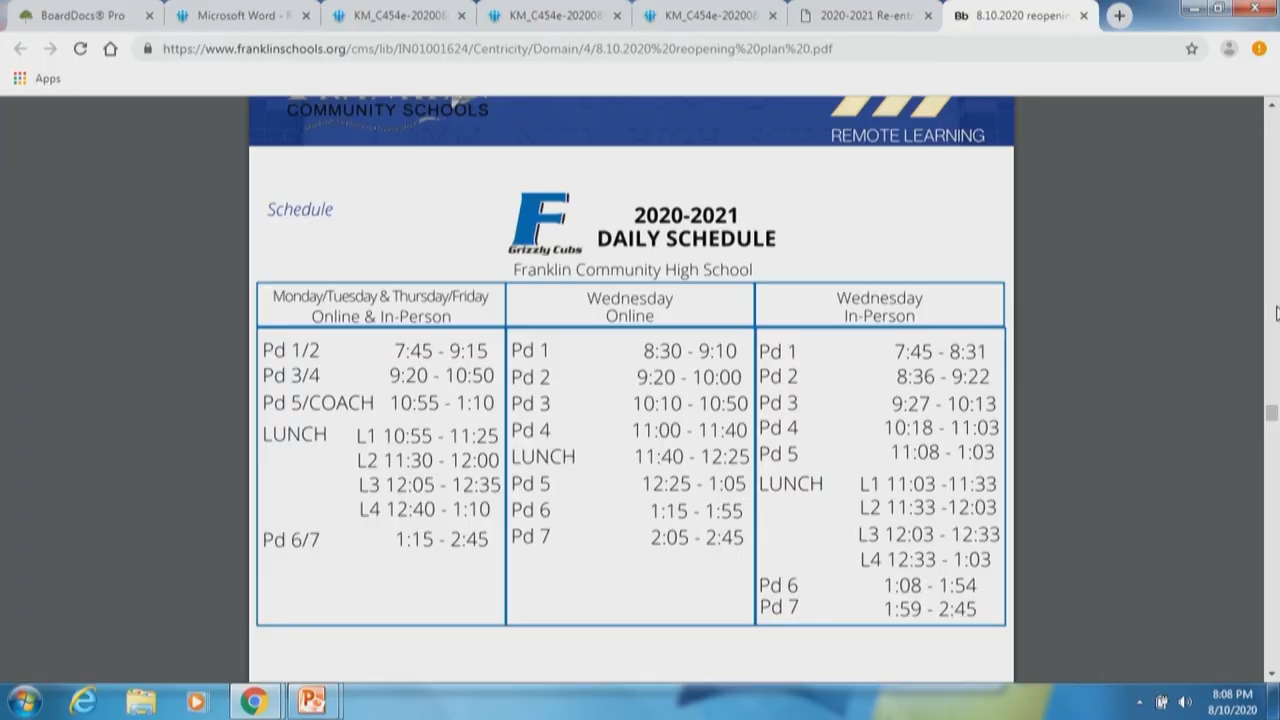 BoardDocs® Pro
Microsoft Word - R
KM_C454e-202008
KM_C454e-202008
KM_C454e-202008
2020-2021 Re-entr
Bb 8.10.2020 reopenin
https://www.franklinschools.org/cms/lib/IN01001624/Centricity/Domain/4/8.10.2020%20reopening%20plan%20.pdf
Apps
COMMUNITY SCHOOLS
REMOTE LEARNING
Schedule
F
Grizzly Cubs
2020-2021
DAILY SCHEDULE
Franklin Community High School
Monday/Tuesday & Thursday/Friday
Online & In-Person
Pd 1/2 7:45 - 9:15
Pd 3/4 9:20 - 10:50
Pd 5/COACH 10:55 - 1:10
LUNCH L1 10:55 - 11:25
L2 11:30 - 12:00
L3 12:05 - 12:35
L4 12:40 - 1:10
Pd 6/7 1:15 - 2:45
Wednesday
Online
Pd 1 8:30 - 9:10
Pd 2 9:20 - 10:00
Pd 3 10:10 - 10:50
Pd 4 11:00 - 11:40
LUNCH 11:40 - 12:25
Pd 5 12:25 - 1:05
Pd 6 1:15 - 1:55
Pd 7 2:05 - 2:45
Wednesday
In-Person
Pd 1 7:45 - 8:31
Pd 2 8:36 - 9:22
Pd 3 9:27 - 10:13
Pd 4 10:18 - 11:03
Pd 5 11:08 - 1:03
LUNCH L1 11:03 -11:33
L2 11:33 -12:03
L3 12:03 - 12:33
L4 12:33 - 1:03
Pd 6 1:08 - 1:54
Pd 7 1:59 - 2:45
8:08 PM
8/10/2020